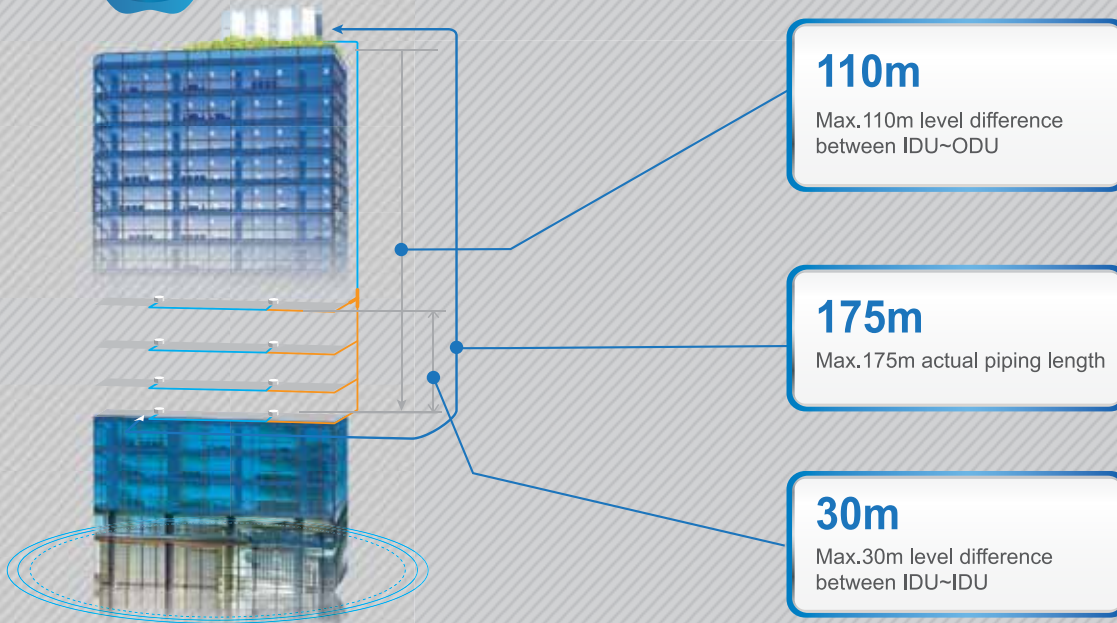 110m
Max.110m level difference
between IDU~ODU
175m
Max.175m actual piping length
30m
Max.30m level difference
between IDU~IDU